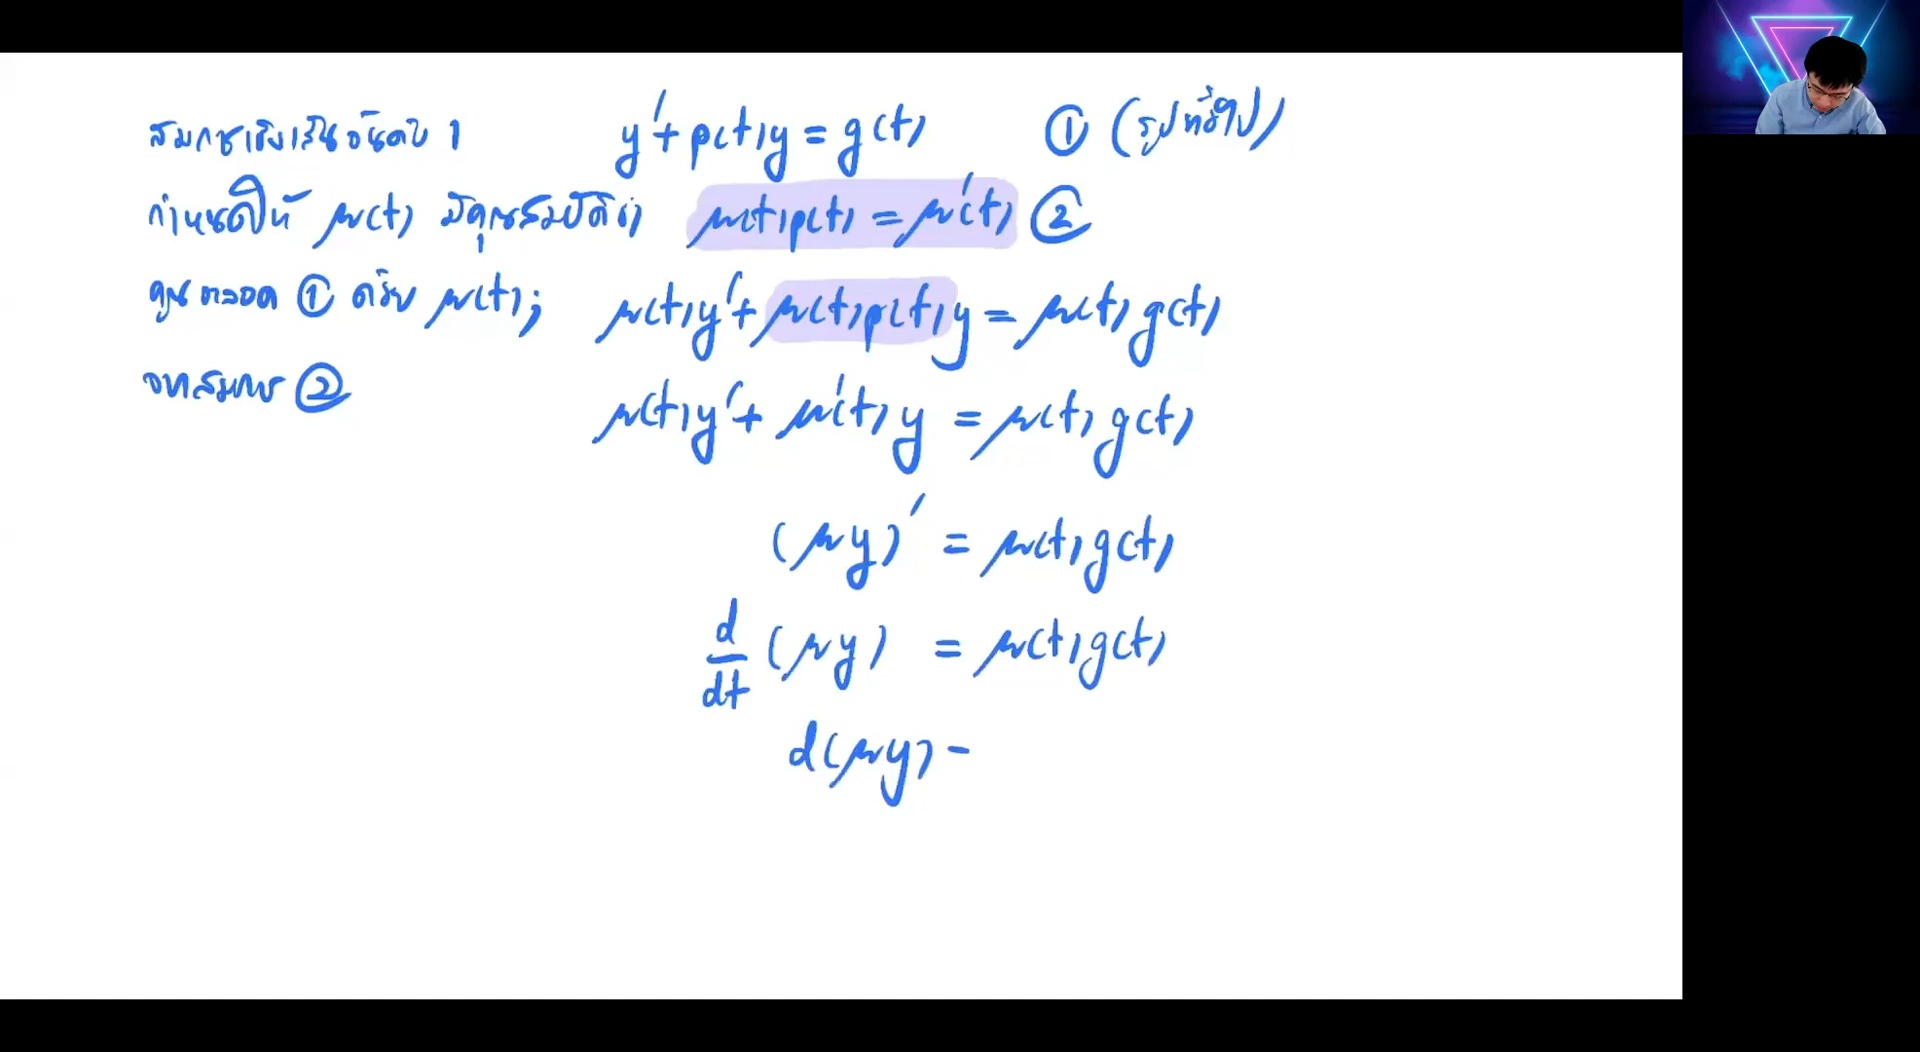 สมการเชิงเส้นอันดับ 1 y′ + p(t)y = g(t) ① (รูปทั่วไป)
กำหนดให้ μ(t) มีคุณสมบัติว่า μ(t)p(t) = μ′(t) ②
คูณตลอด ① ด้วย μ(t); μ(t)y′ + μ(t)p(t)y = μ(t)g(t)
จากสมการ ② μ(t)y′ + μ′(t)y = μ(t)g(t)
(μy)′ = μ(t)g(t)
d/dt (μy) = μ(t)g(t)
d(μy) −